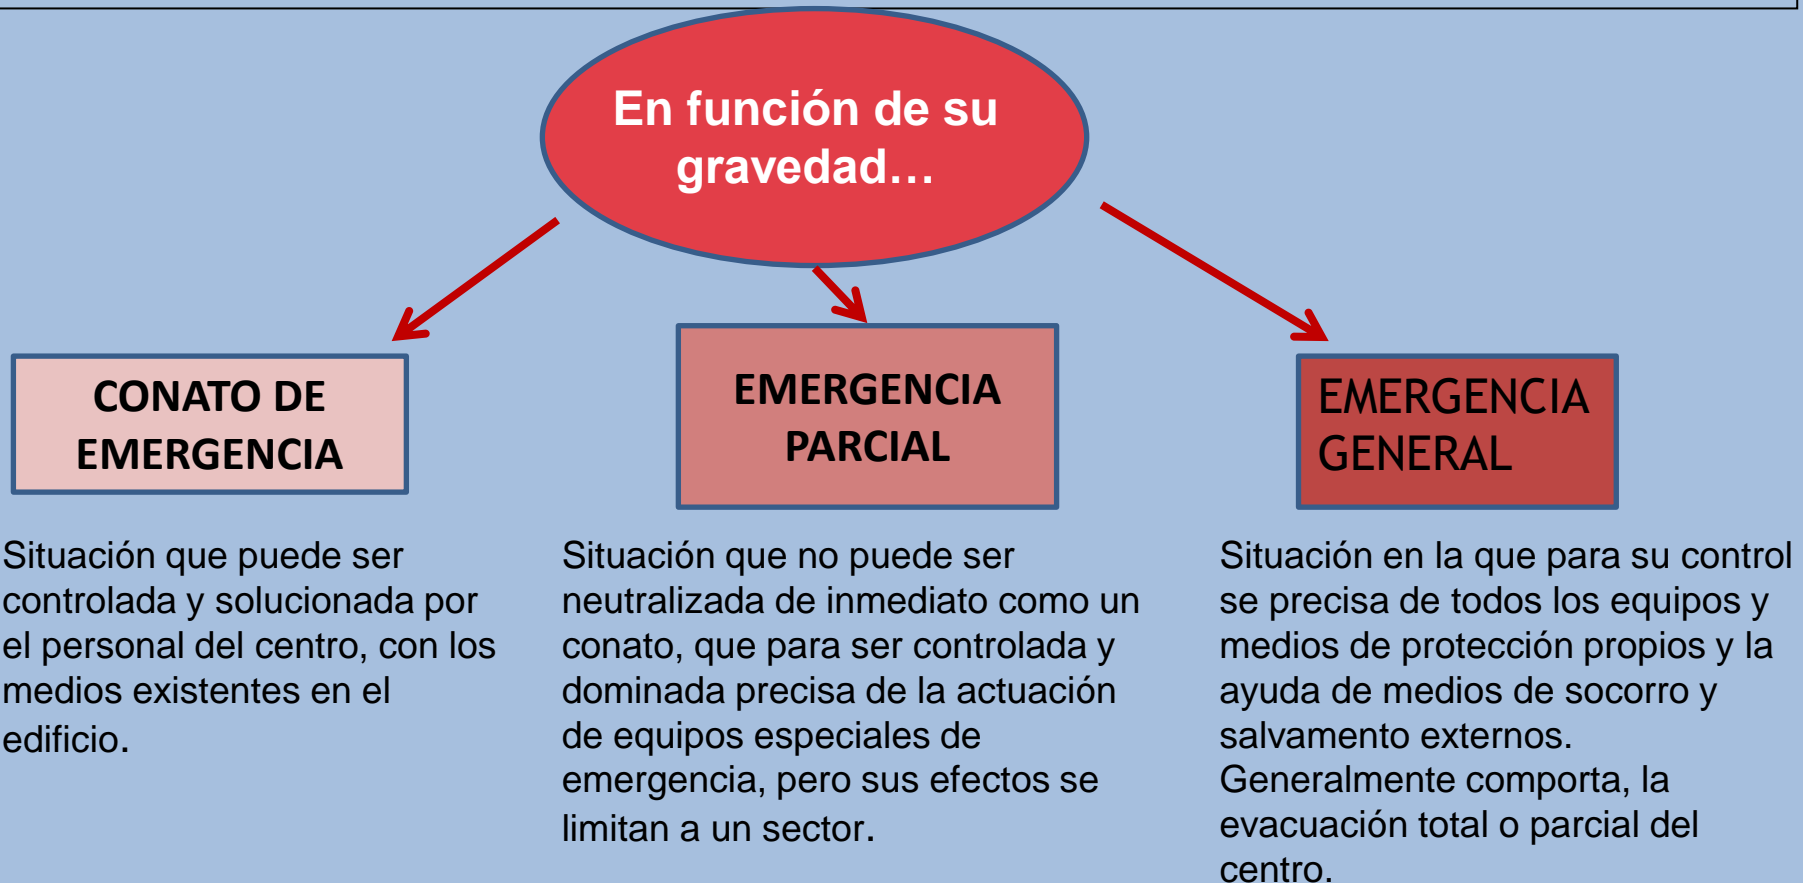 En función de su
gravedad…
CONATO DE
EMERGENCIA
EMERGENCIA
PARCIAL
EMERGENCIA
GENERAL
Situación que puede ser
controlada y solucionada por
el personal del centro, con los
medios existentes en el
edificio.
Situación que no puede ser
neutralizada de inmediato como un
conato, que para ser controlada y
dominada precisa de la actuación
de equipos especiales de
emergencia, pero sus efectos se
limitan a un sector.
Situación en la que para su control
se precisa de todos los equipos y
medios de protección propios y la
ayuda de medios de socorro y
salvamento externos.
Generalmente comporta, la
evacuación total o parcial del
centro.